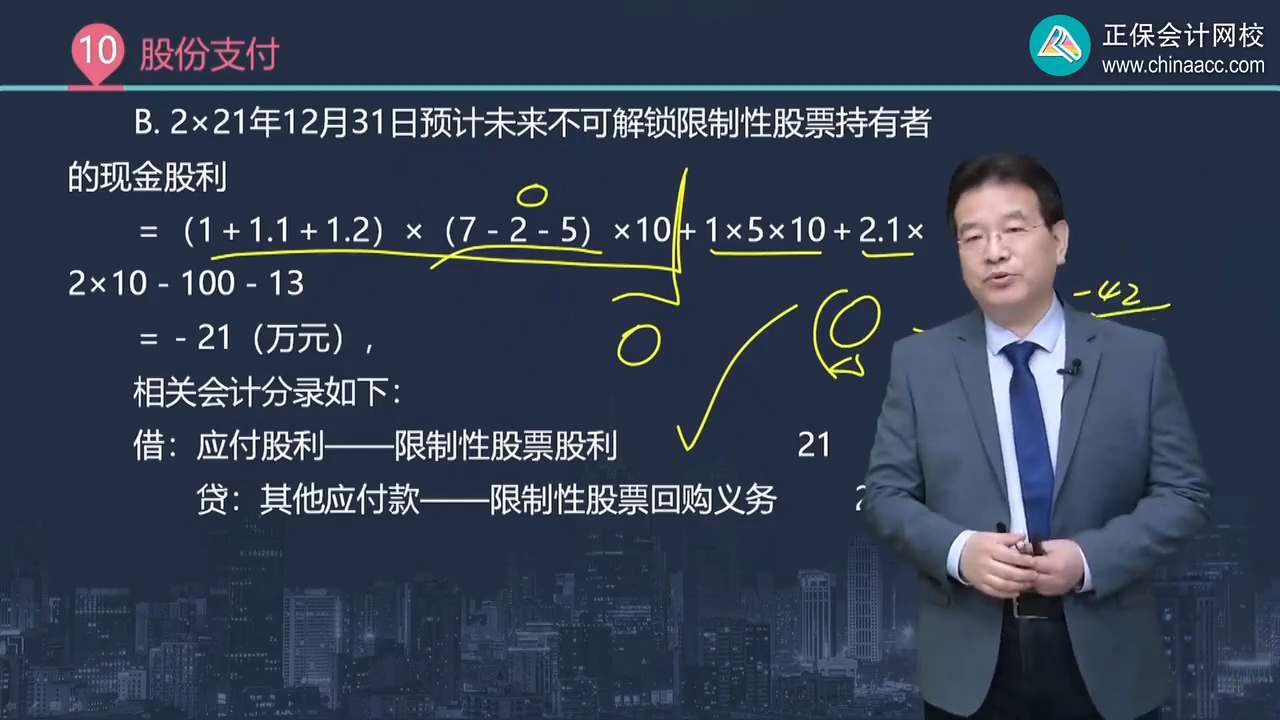 10 股份支付
正保会计网校
www.chinaacc.com
B. 2×21年12月31日预计未来不可解锁限制性股票持有者
的现金股利
0
=（1＋1.1＋1.2）×（7－2－5）×10＋1×5×10＋2.1×
2×10－100－13
-42
0
0
=－21（万元），
相关会计分录如下：
借：应付股利——限制性股票股利 21
贷：其他应付款——限制性股票回购义务 2